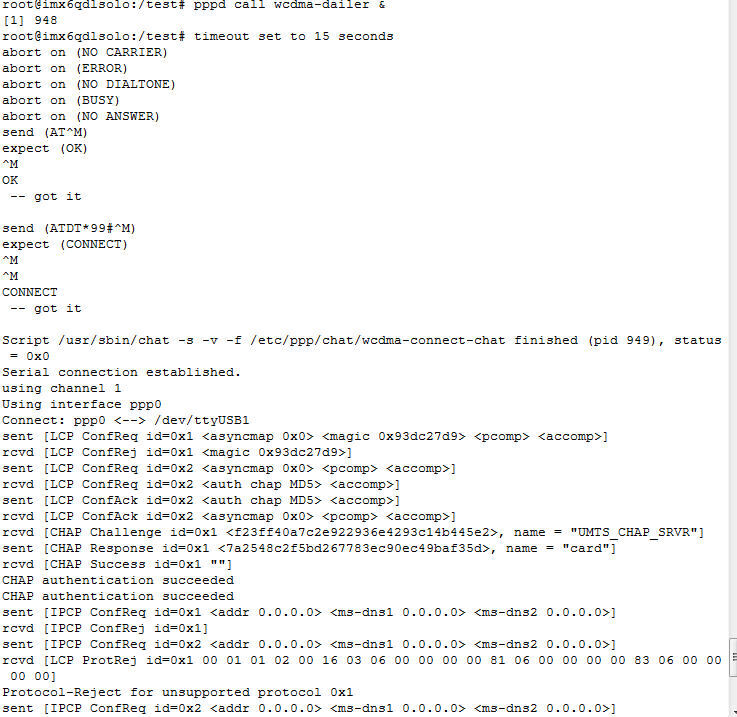 root@imx6qdlsolo:/test# pppd call wcdma-dailer &
[1] 948
root@imx6qdlsolo:/test# timeout set to 15 seconds
abort on (NO CARRIER)
abort on (ERROR)
abort on (NO DIALTONE)
abort on (BUSY)
abort on (NO ANSWER)
send (AT^M)
expect (OK)
^M
OK
 -- got it

send (ATDT*99#^M)
expect (CONNECT)
^M
^M
CONNECT
 -- got it

Script /usr/sbin/chat -s -v -f /etc/ppp/chat/wcdma-connect-chat finished (pid 949), status
 = 0x0
Serial connection established.
using channel 1
Using interface ppp0
Connect: ppp0 <--> /dev/ttyUSB1
sent [LCP ConfReq id=0x1 <asyncmap 0x0> <magic 0x93dc27d9> <pcomp> <accomp>]
rcvd [LCP ConfRej id=0x1 <magic 0x93dc27d9>]
sent [LCP ConfReq id=0x2 <asyncmap 0x0> <pcomp> <accomp>]
rcvd [LCP ConfReq id=0x2 <auth chap MD5> <accomp>]
sent [LCP ConfAck id=0x2 <auth chap MD5> <accomp>]
rcvd [LCP ConfAck id=0x2 <asyncmap 0x0> <pcomp> <accomp>]
rcvd [CHAP Challenge id=0x1 <f23ff40a7c2e922936e4293c14b445e2>, name = "UMTS_CHAP_SRVR"]
sent [CHAP Response id=0x1 <7a2548c2f5bd267783ec90ec49baf35d>, name = "card"]
rcvd [CHAP Success id=0x1 ""]
CHAP authentication succeeded
CHAP authentication succeeded
sent [IPCP ConfReq id=0x1 <addr 0.0.0.0> <ms-dns1 0.0.0.0> <ms-dns2 0.0.0.0>]
rcvd [IPCP ConfRej id=0x1]
sent [IPCP ConfReq id=0x2 <addr 0.0.0.0> <ms-dns1 0.0.0.0> <ms-dns2 0.0.0.0>]
rcvd [LCP ProtRej id=0x1 00 01 01 02 00 16 03 06 00 00 00 00 81 06 00 00 00 00 83 06 00 00
 00 00]
Protocol-Reject for unsupported protocol 0x1
sent [IPCP ConfReq id=0x2 <addr 0.0.0.0> <ms-dns1 0.0.0.0> <ms-dns2 0.0.0.0>]